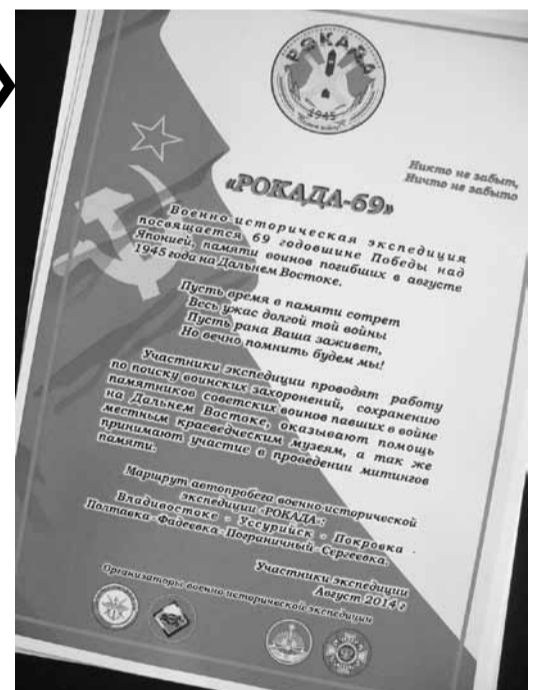 РОКАДА
1945
Никто не забыт,
Ничто не забыто
«РОКАДА-69»
Военно-историческая экспедиция
посвящается 69 годовщине Победы над
Японией, памяти воинов погибших в августе
1945 года на Дальнем Востоке.
Пусть время в памяти сотрет
Весь ужас долгой той войны
Пусть рана Ваша заживет,
Но вечно помнить будем мы!
Участники экспедиции проводят работу
по поиску воинских захоронений, сохранению
памятников советских воинов павших в войне
на Дальнем Востоке, оказывают помощь
местным краеведческим музеям, а так же
принимают участие в проведении митингов
памяти.
Маршрут автопробега военно-исторической
экспедиции «РОКАДА»:
Владивостоке - Уссурийск - Покровка -
Полтавка-Фадеевка-Пограничный-Сергеевка.
Участники экспедиции
Август 2014 г
Организаторы военно-исторической экспедиции